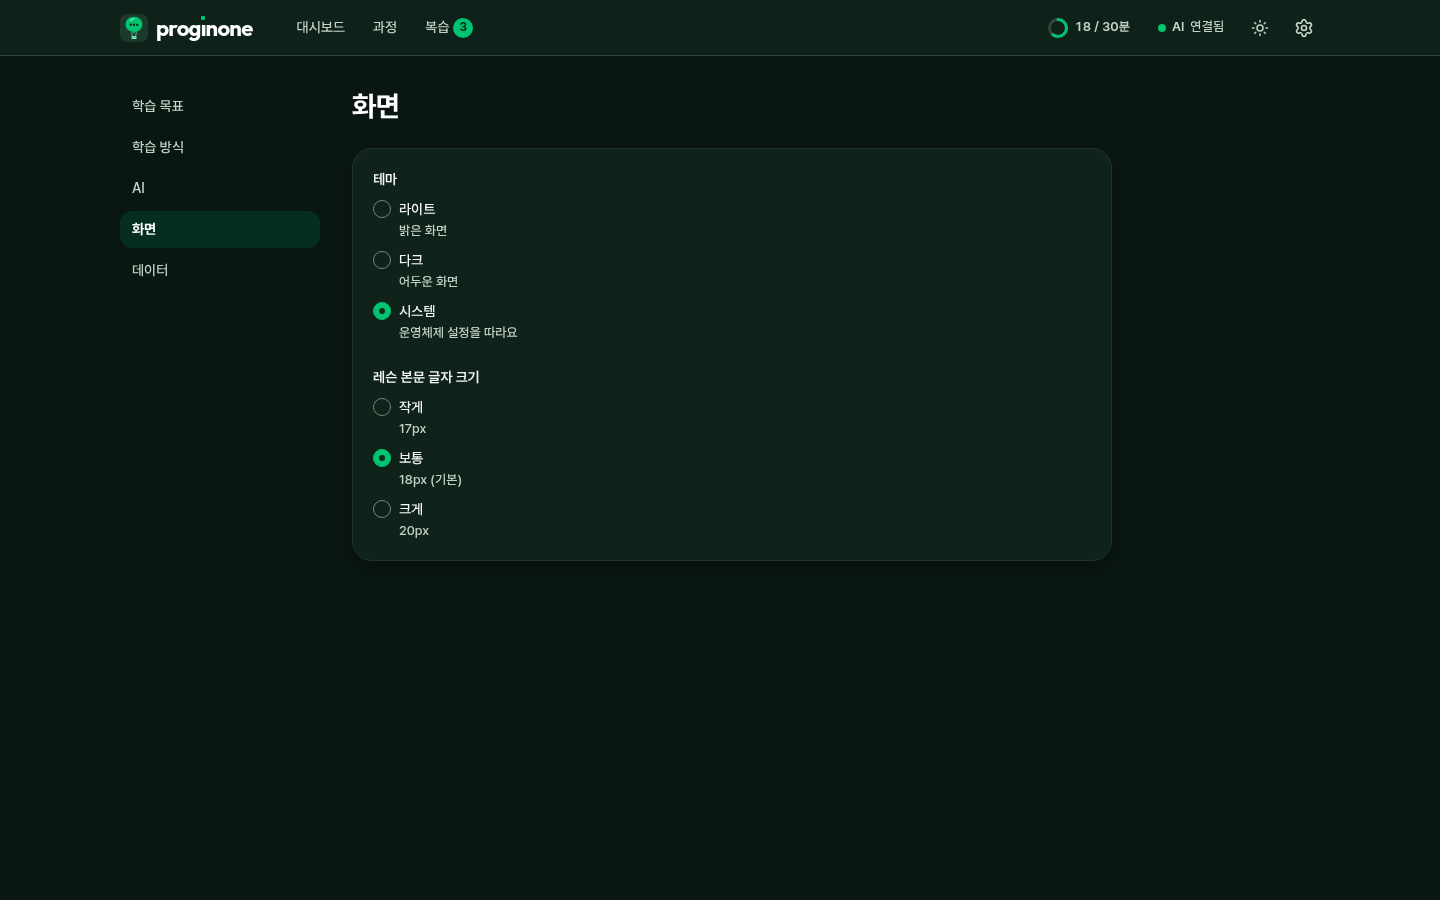 proginone
대시보드
과정
복습 3
18 / 30분
AI 연결됨
학습 목표
학습 방식
AI
화면
데이터
화면
테마
라이트
밝은 화면
다크
어두운 화면
시스템
운영체제 설정을 따라요
레슨 본문 글자 크기
작게
17px
보통
18px (기본)
크게
20px